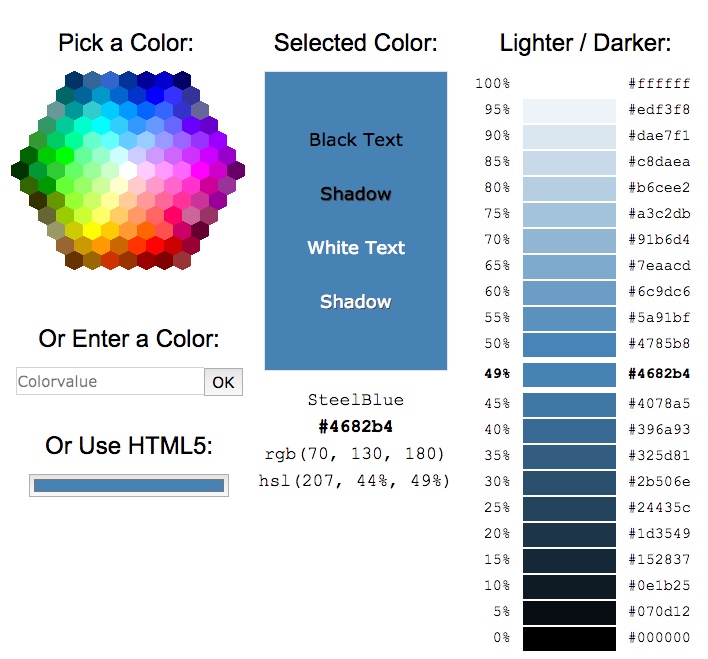 Pick a Color:
Or Enter a Color:
Colorvalue
OK
Or Use HTML5:
Selected Color:
Black Text
Shadow
White Text
Shadow
SteelBlue
#4682b4
rgb(70, 130, 180)
hsl(207, 44%, 49%)
Lighter / Darker:
100% #ffffff
95% #edf3f8
90% #dae7f1
85% #c8daea
80% #b6cee2
75% #a3c2db
70% #91b6d4
65% #7eaacd
60% #6c9dc6
55% #5a91bf
50% #4785b8
49% #4682b4
45% #4078a5
40% #396a93
35% #325d81
30% #2b506e
25% #24435c
20% #1d3549
15% #152837
10% #0e1b25
5% #070d12
0% #000000